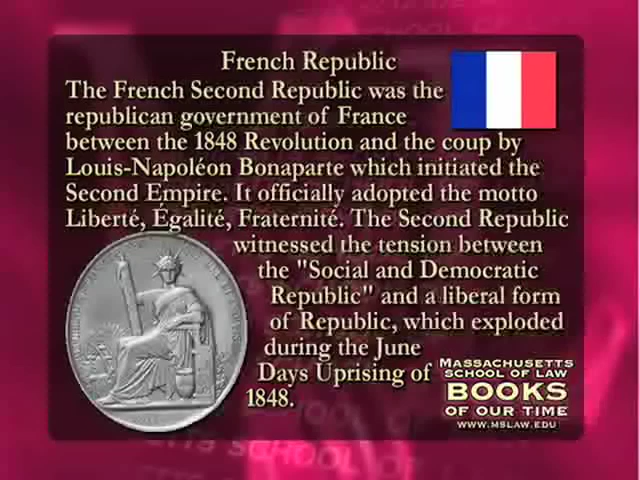 French Republic
The French Second Republic was the
republican government of France
between the 1848 Revolution and the coup by
Louis-Napoléon Bonaparte which initiated the
Second Empire. It officially adopted the motto
Liberté, Égalité, Fraternité. The Second Republic
witnessed the tension between
the "Social and Democratic
Republic" and a liberal form
of Republic, which exploded
during the June
Days Uprising of
1848.
MASSACHUSETTS
SCHOOL OF LAW
BOOKS
OF OUR TIME
WWW.MSLAW.EDU